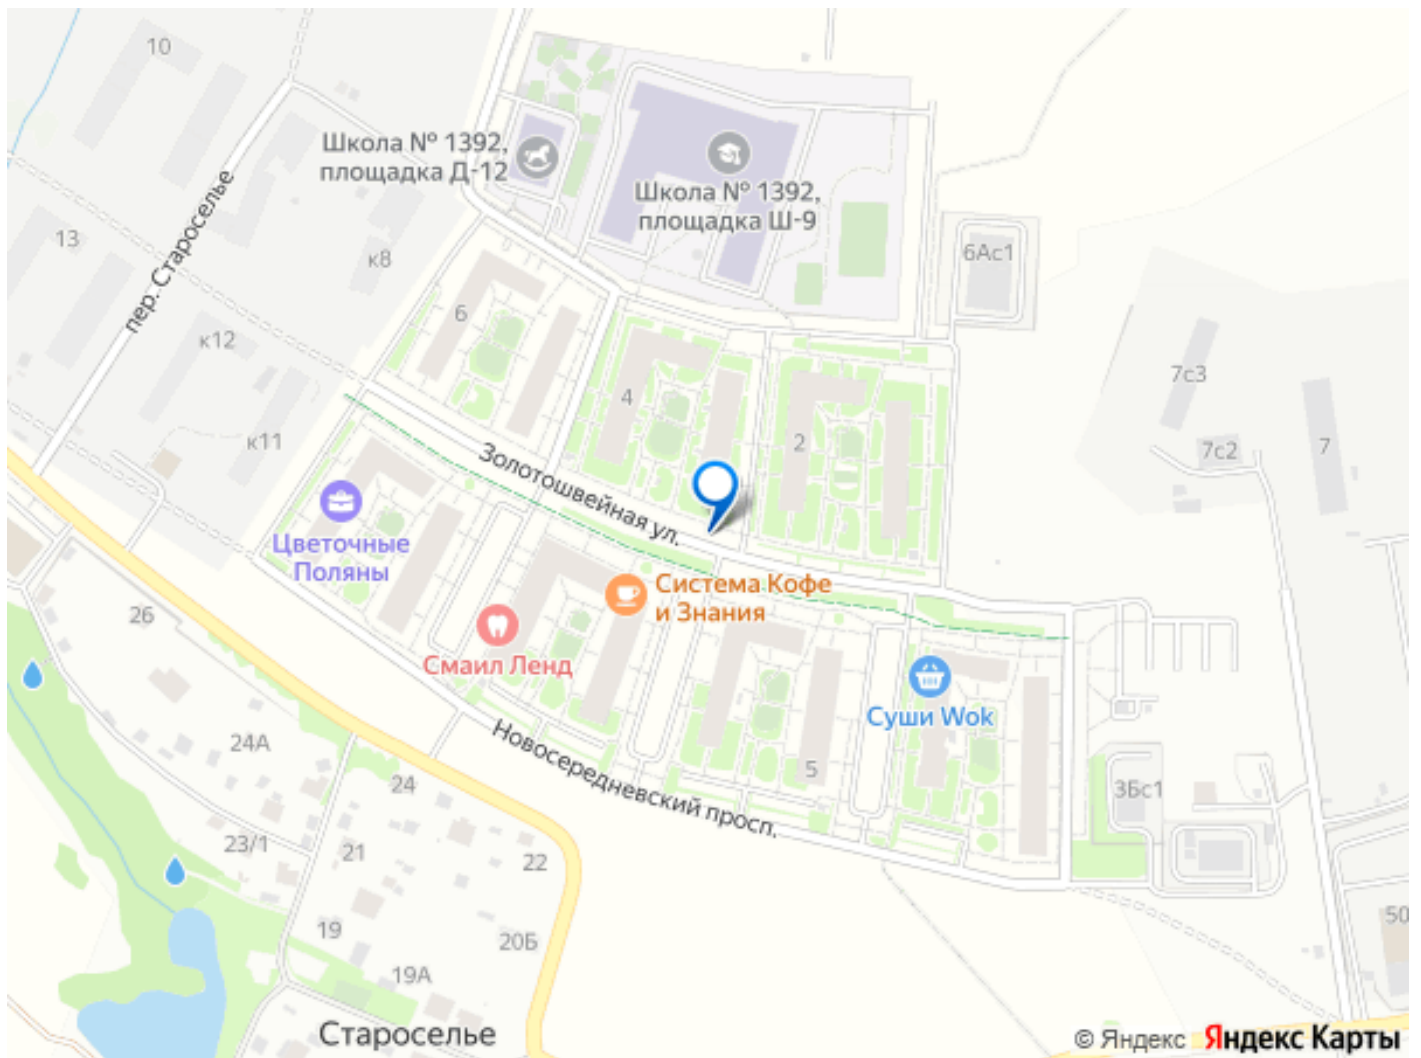 10
Школа № 1392,
площадка Д-12
Школа № 1392,
площадка Ш-9
пер. Староселье
13
к8
6Ас1
6
к12
4
7с3
2
7с2
7
к11
Золотошвейная ул.
Цветочные
Поляны
Система Кофе
и Знания
26
Смаил Ленд
Суши Wok
24А
Новосередневский просп.
5
24
3Бс1
23/1
21
22
19
20Б
50
19А
Староселье
© Яндекс Яндекс Карты